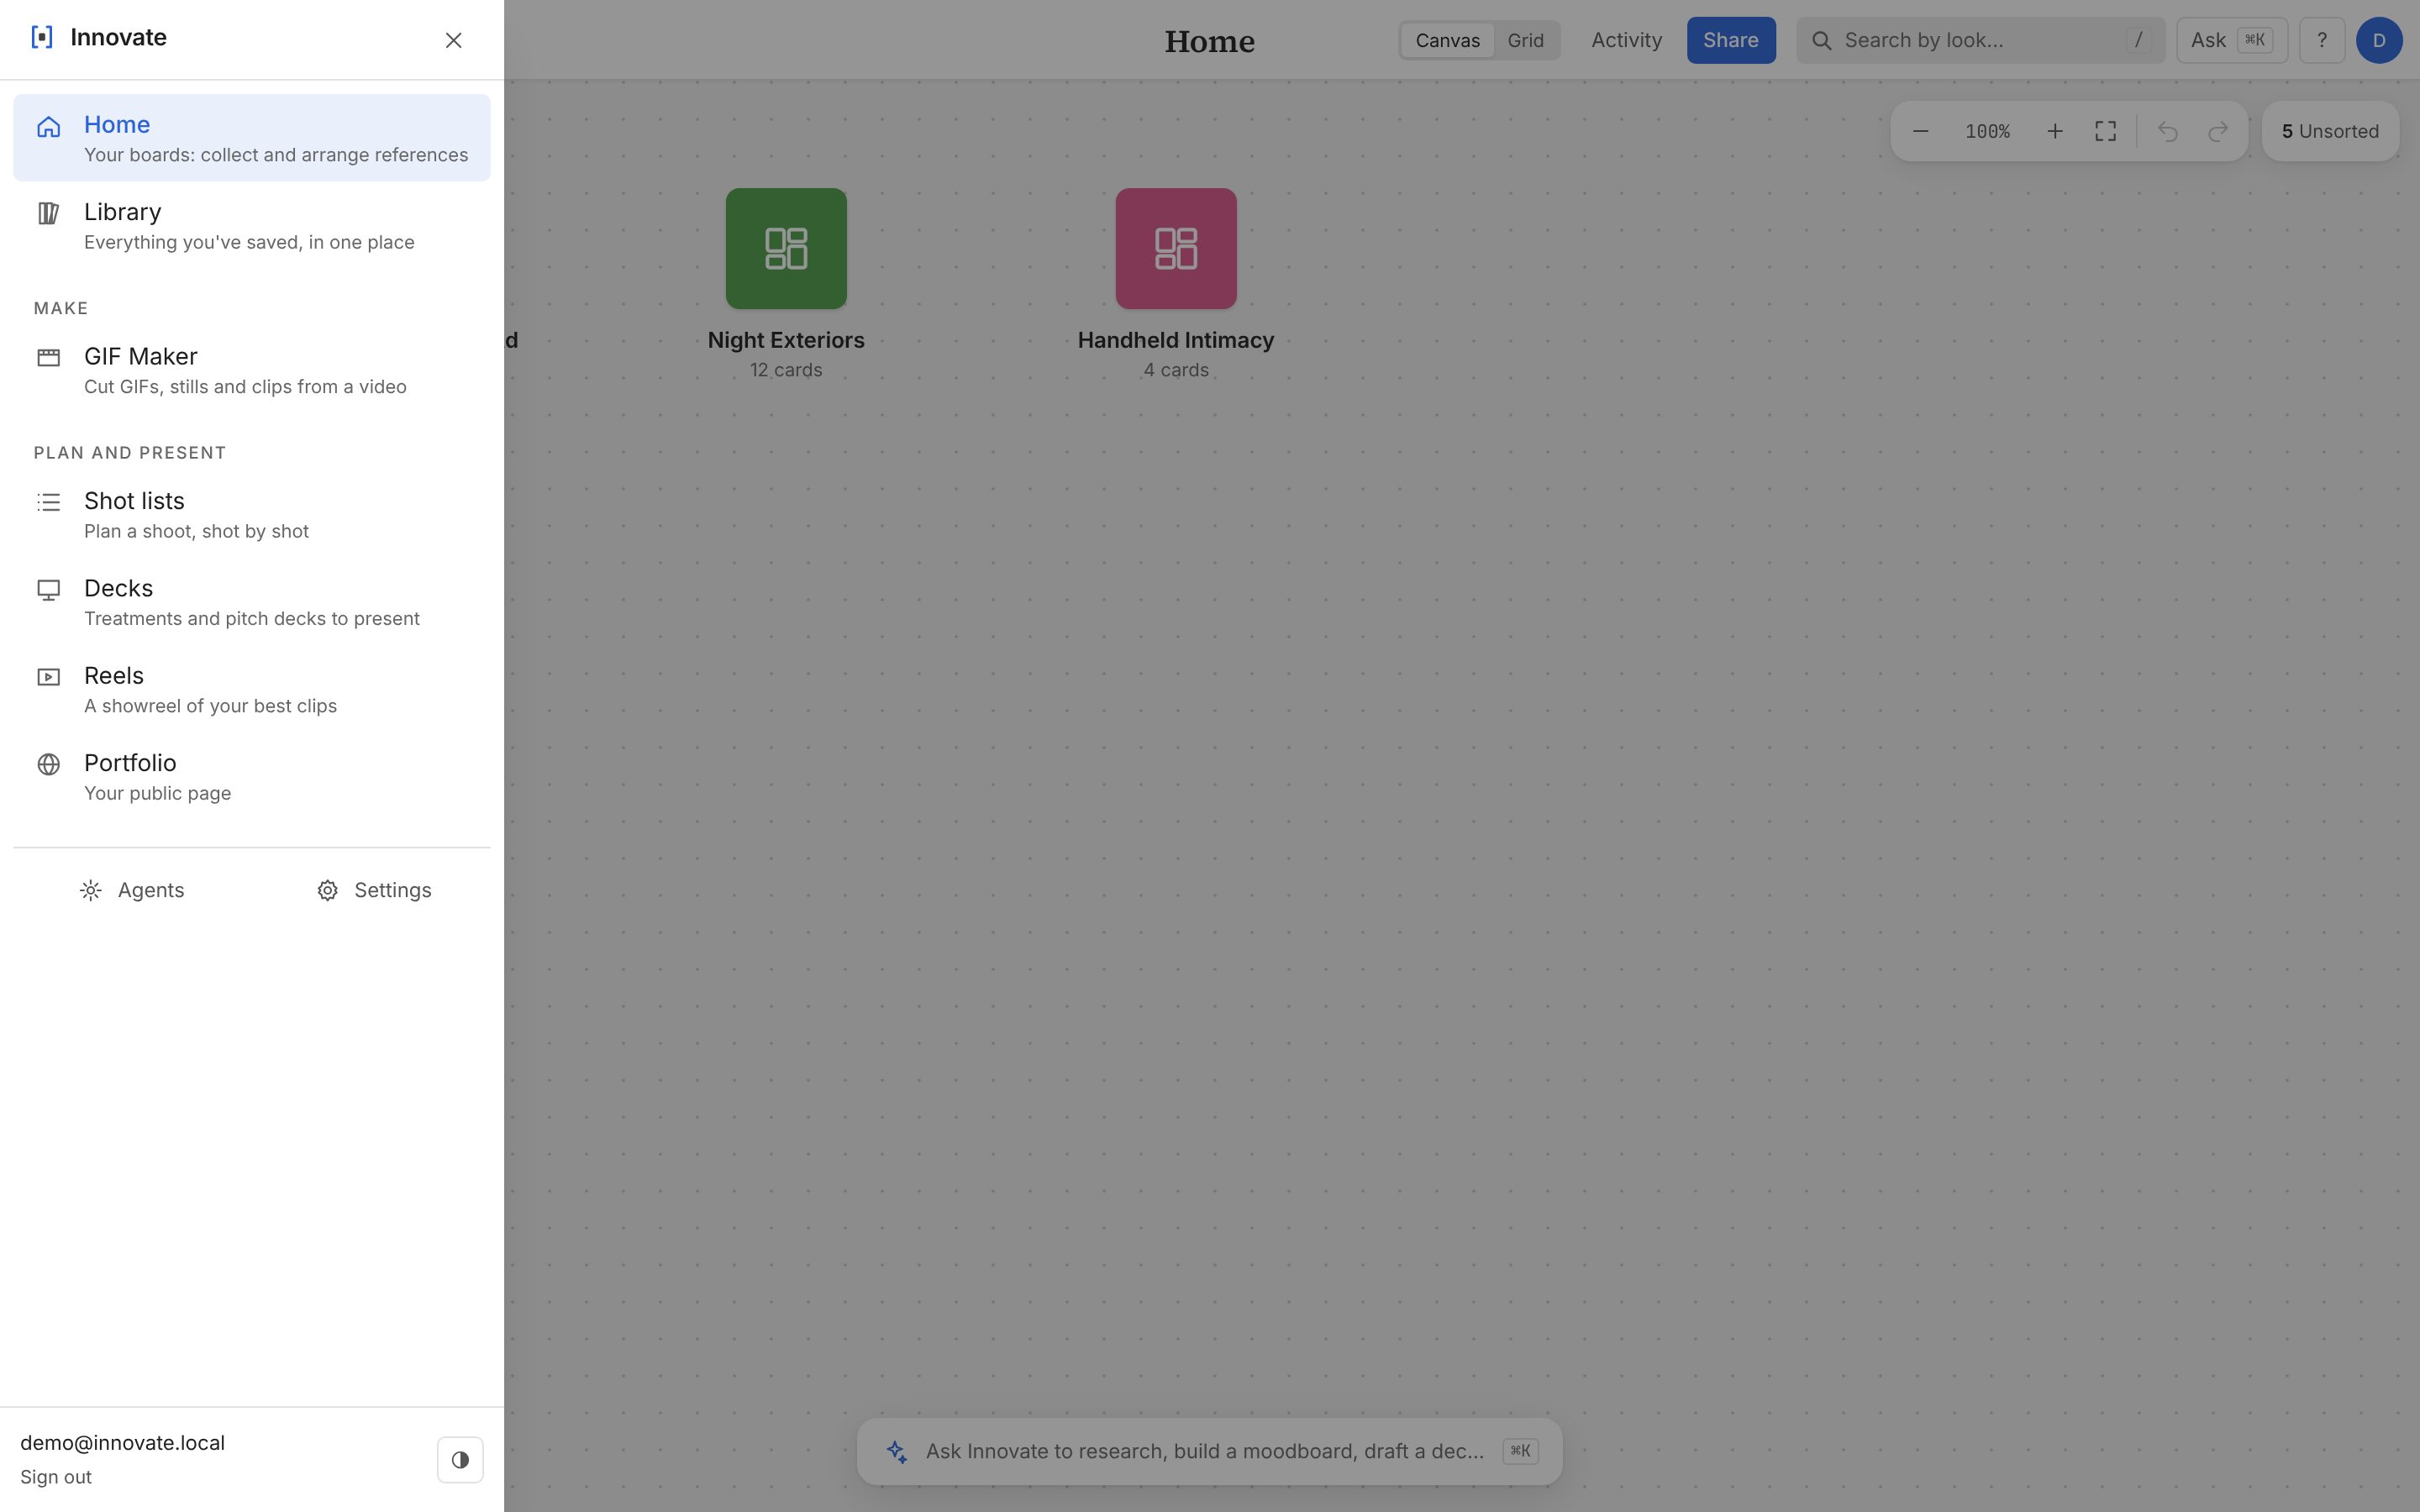 Innovate
Home
Your boards: collect and arrange references
Library
Everything you've saved, in one place
MAKE
GIF Maker
Cut GIFs, stills and clips from a video
PLAN AND PRESENT
Shot lists
Plan a shoot, shot by shot
Decks
Treatments and pitch decks to present
Reels
A showreel of your best clips
Portfolio
Your public page
Agents
Settings
demo@innovate.local
Sign out
Home
Canvas
Grid
Activity
Share
Search by look...
/
Ask ⌘K
?
D
100%
5 Unsorted
d
Night Exteriors
12 cards
Handheld Intimacy
4 cards
Ask Innovate to research, build a moodboard, draft a dec... ⌘K